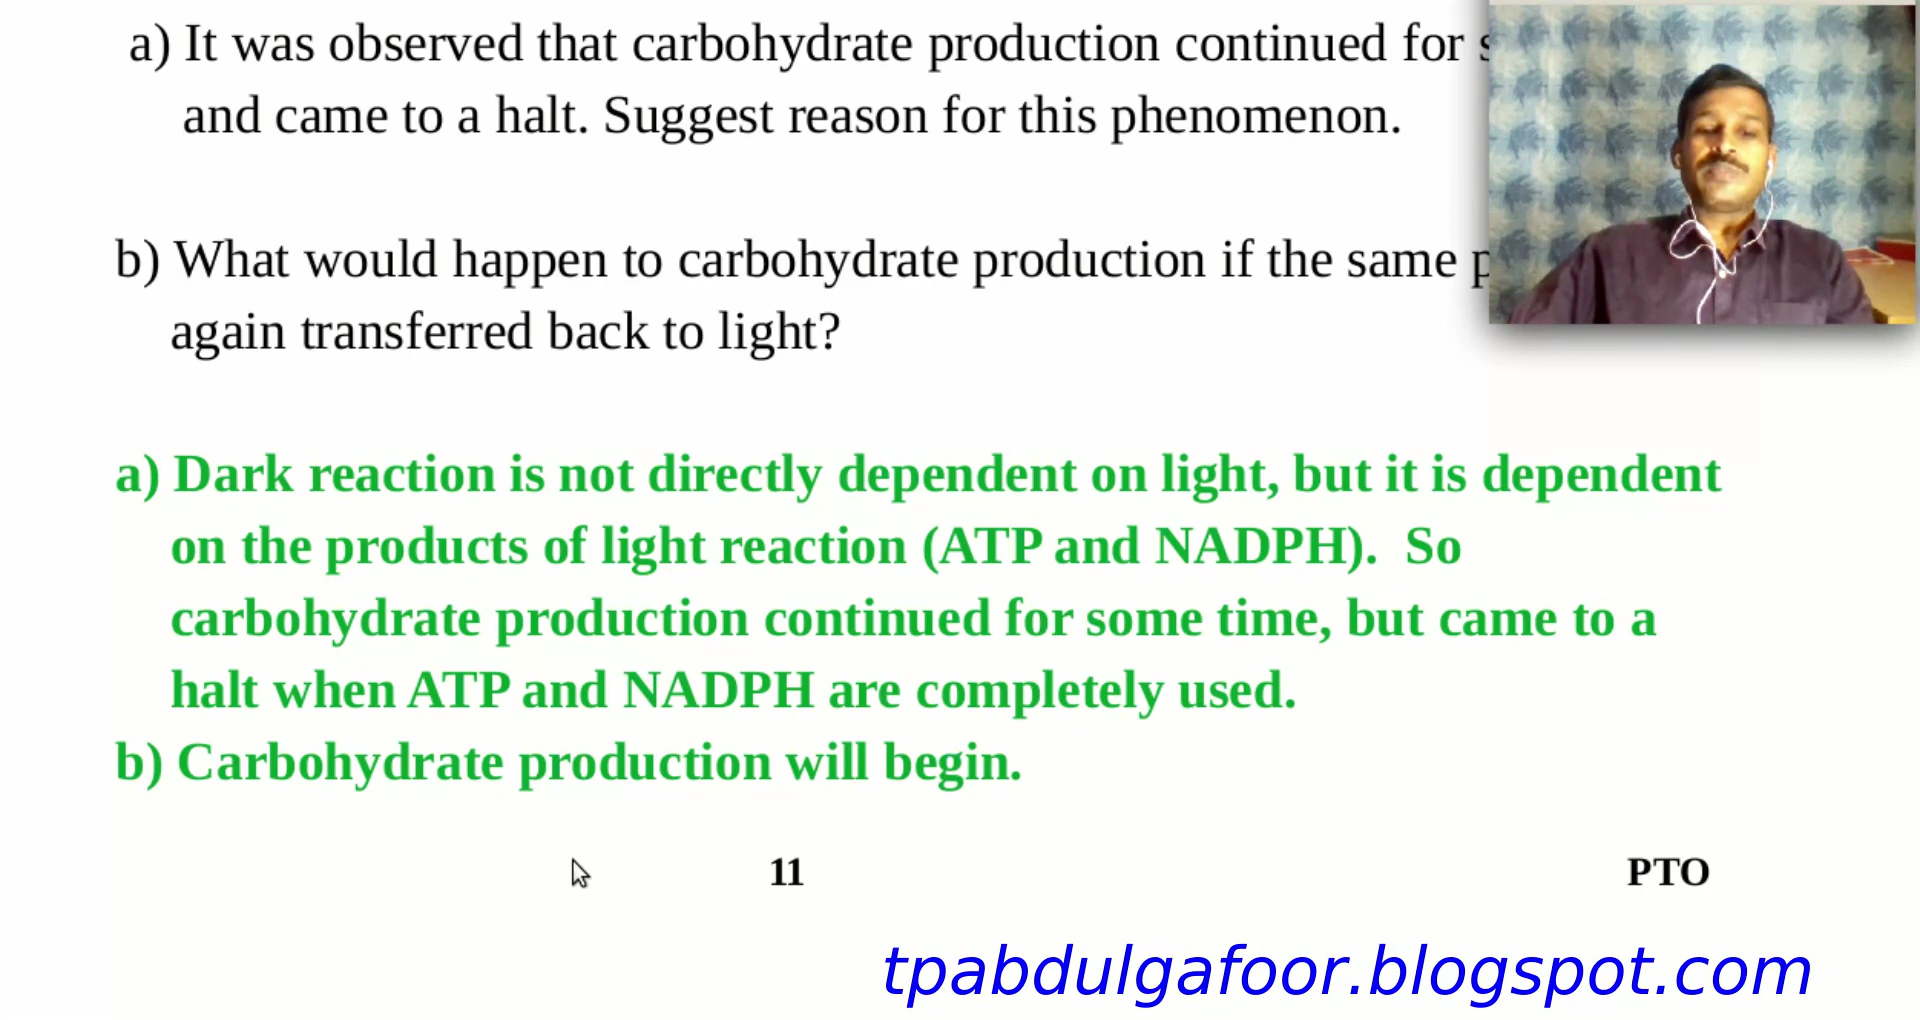 a) It was observed that carbohydrate production continued for
and came to a halt. Suggest reason for this phenomenon.
b) What would happen to carbohydrate production if the same
again transferred back to light?
a) Dark reaction is not directly dependent on light, but it is dependent
on the products of light reaction (ATP and NADPH). So
carbohydrate production continued for some time, but came to a
halt when ATP and NADPH are completely used.
b) Carbohydrate production will begin.
11 PTO
tpabdulgafoor.blogspot.com